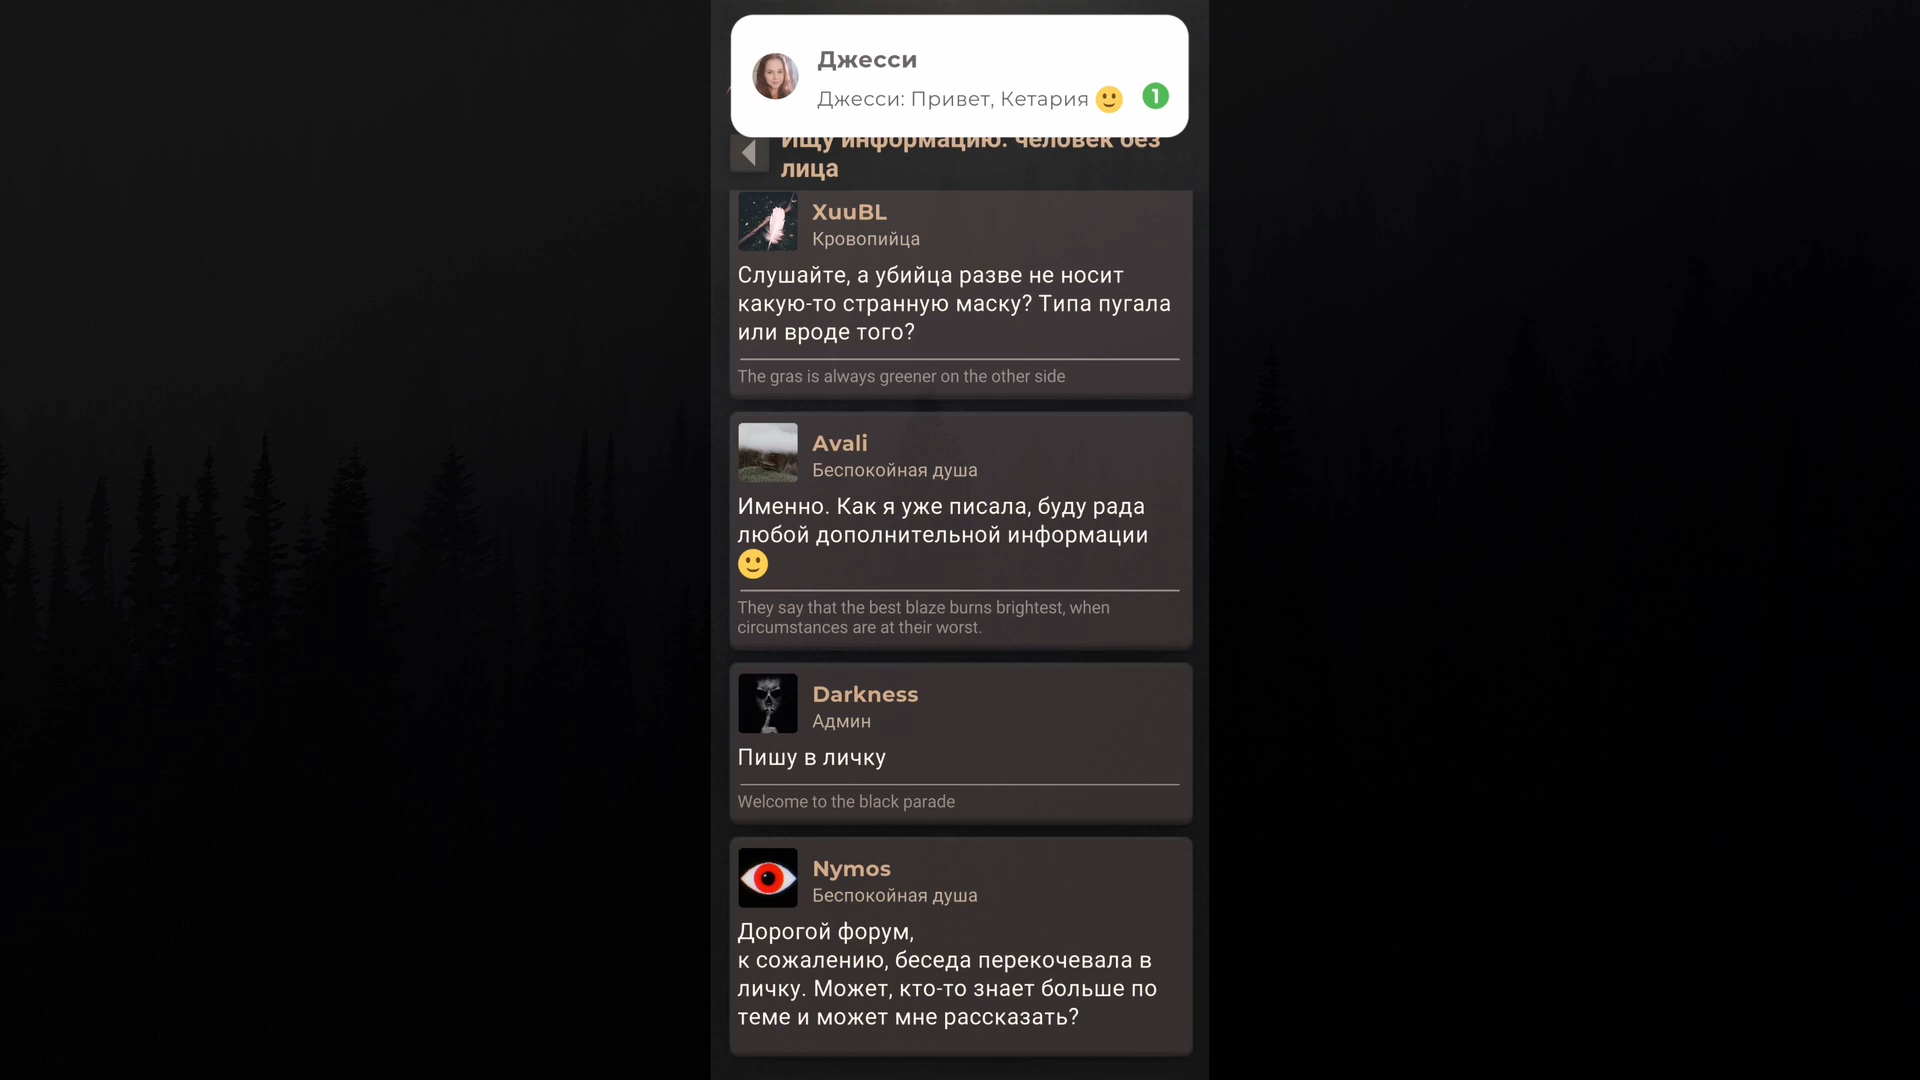 Джесси
Джесси: Привет, Кетария 🙂
1
Ищу информацию: человек без
лица
XuuBL
Кровопийца
Слушайте, а убийца разве не носит
какую-то странную маску? Типа пугала
или вроде того?
The gras is always greener on the other side
Avali
Беспокойная душа
Именно. Как я уже писала, буду рада
любой дополнительной информации
🙂
They say that the best blaze burns brightest, when
circumstances are at their worst.
Darkness
Админ
Пишу в личку
Welcome to the black parade
Nymos
Беспокойная душа
Дорогой форум,
к сожалению, беседа перекочевала в
личку. Может, кто-то знает больше по
теме и может мне рассказать?